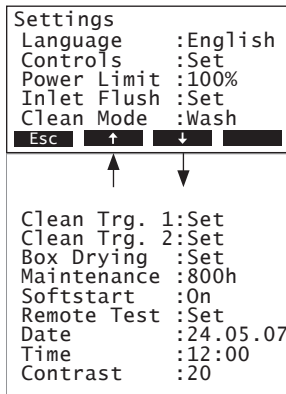 Settings
Language :English
Controls :Set
Power Limit :100%
Inlet Flush :Set
Clean Mode :Wash
Esc ↑ ↓
Clean Trg. 1:Set
Clean Trg. 2:Set
Box Drying :Set
Maintenance :800h
Softstart :On
Remote Test :Set
Date :24.05.07
Time :12:00
Contrast :20